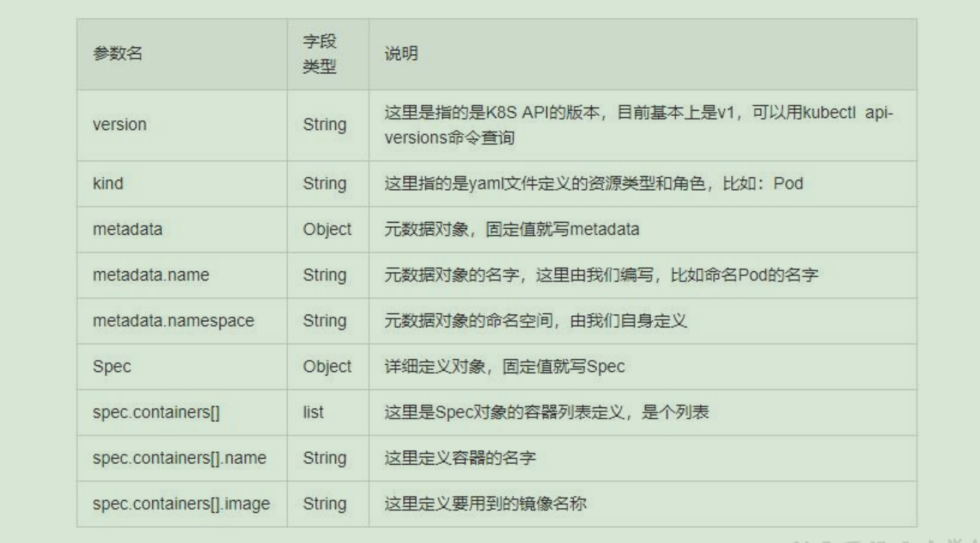 参数名 字段类型 说明
version String 这里是指的是K8S API的版本，目前基本上是v1，可以用kubectl api-versions命令查询
kind String 这里指的是yaml文件定义的资源类型和角色，比如：Pod
metadata Object 元数据对象，固定值就写metadata
metadata.name String 元数据对象的名字，这里由我们编写，比如命名Pod的名字
metadata.namespace String 元数据对象的命名空间，由我们自身定义
Spec Object 详细定义对象，固定值就写Spec
spec.containers[] list 这里是Spec对象的容器列表定义，是个列表
spec.containers[].name String 这里定义容器的名字
spec.containers[].image String 这里定义要用到的镜像名称